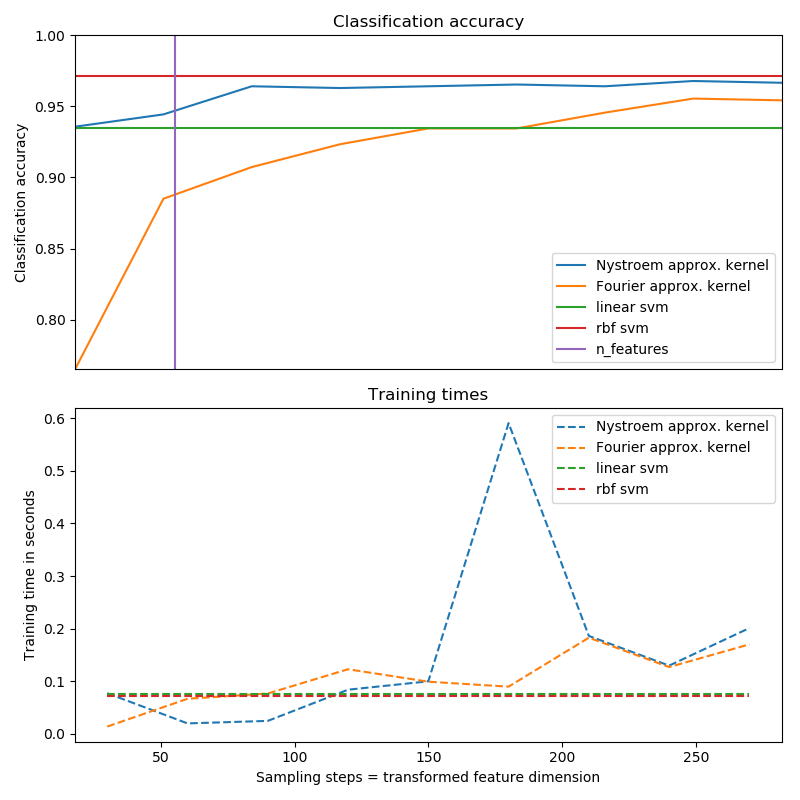 Classification accuracy
1.00
0.95
0.90
0.85
0.80
Classification accuracy
Nystroem approx. kernel
Fourier approx. kernel
linear svm
rbf svm
n_features
Training times
0.6
0.5
0.4
0.3
0.2
0.1
0.0
Training time in seconds
Nystroem approx. kernel
Fourier approx. kernel
linear svm
rbf svm
50 100 150 200 250
Sampling steps = transformed feature dimension